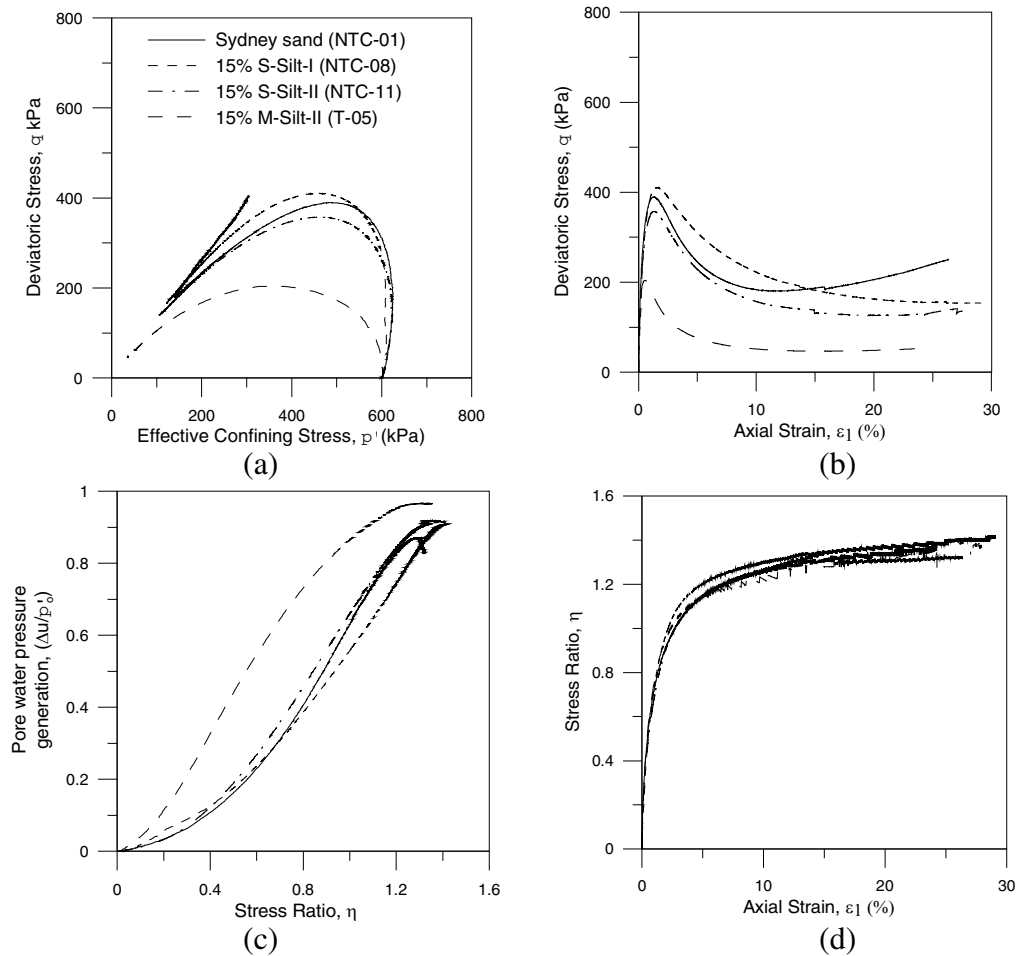 800
600
400
200
0
Deviatoric Stress, q kPa
Sydney sand (NTC-01)
15% S-Silt-I (NTC-08)
15% S-Silt-II (NTC-11)
15% M-Silt-II (T-05)
0 200 400 600 800
Effective Confining Stress, p' (kPa)
(a)
800
600
400
200
0
Deviatoric Stress, q (kPa)
0 10 20 30
Axial Strain, ε1 (%)
(b)
1
0.8
0.6
0.4
0.2
0
Pore water pressure
generation, (Δu/p'o)
0 0.4 0.8 1.2 1.6
Stress Ratio, η
(c)
1.6
1.2
0.8
0.4
0
Stress Ratio, η
0 10 20 30
Axial Strain, ε1 (%)
(d)